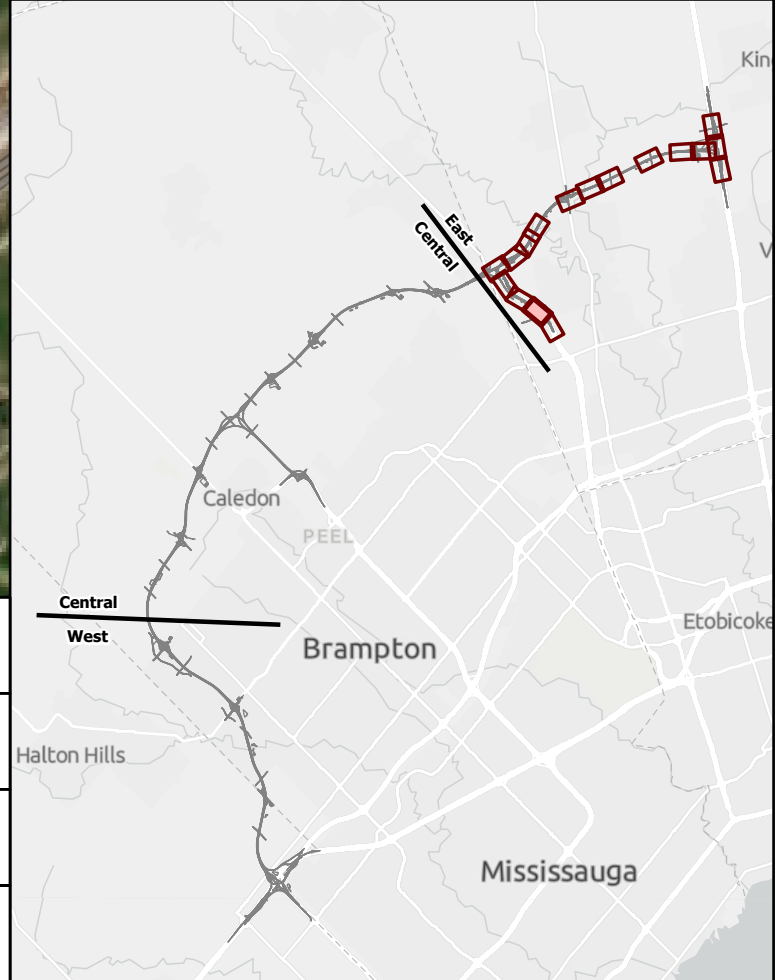 Kin
East
Central
V
Caledon
PEEL
Central
West
Etobicoke
Brampton
Halton Hills
Mississauga